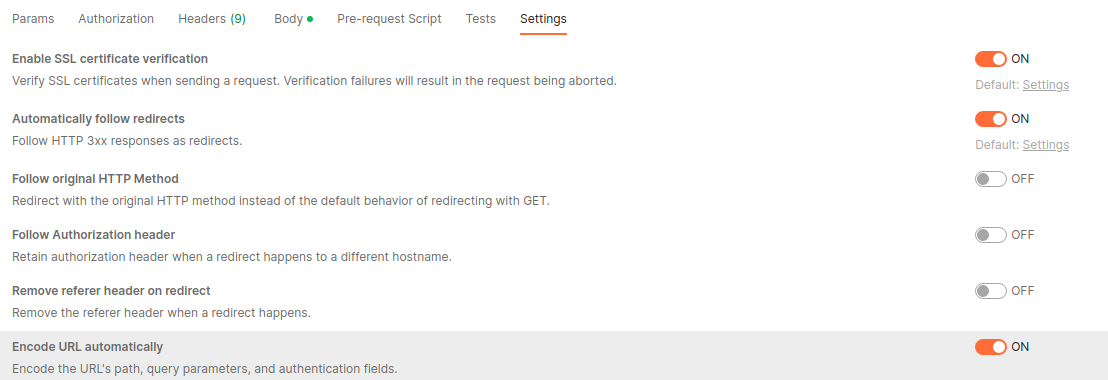 Params Authorization Headers (9) Body Pre-request Script Tests Settings
Enable SSL certificate verification ON
Verify SSL certificates when sending a request. Verification failures will result in the request being aborted. Default: Settings
Automatically follow redirects ON
Follow HTTP 3xx responses as redirects. Default: Settings
Follow original HTTP Method OFF
Redirect with the original HTTP method instead of the default behavior of redirecting with GET.
Follow Authorization header OFF
Retain authorization header when a redirect happens to a different hostname.
Remove referer header on redirect OFF
Remove the referer header when a redirect happens.
Encode URL automatically ON
Encode the URL's path, query parameters, and authentication fields.